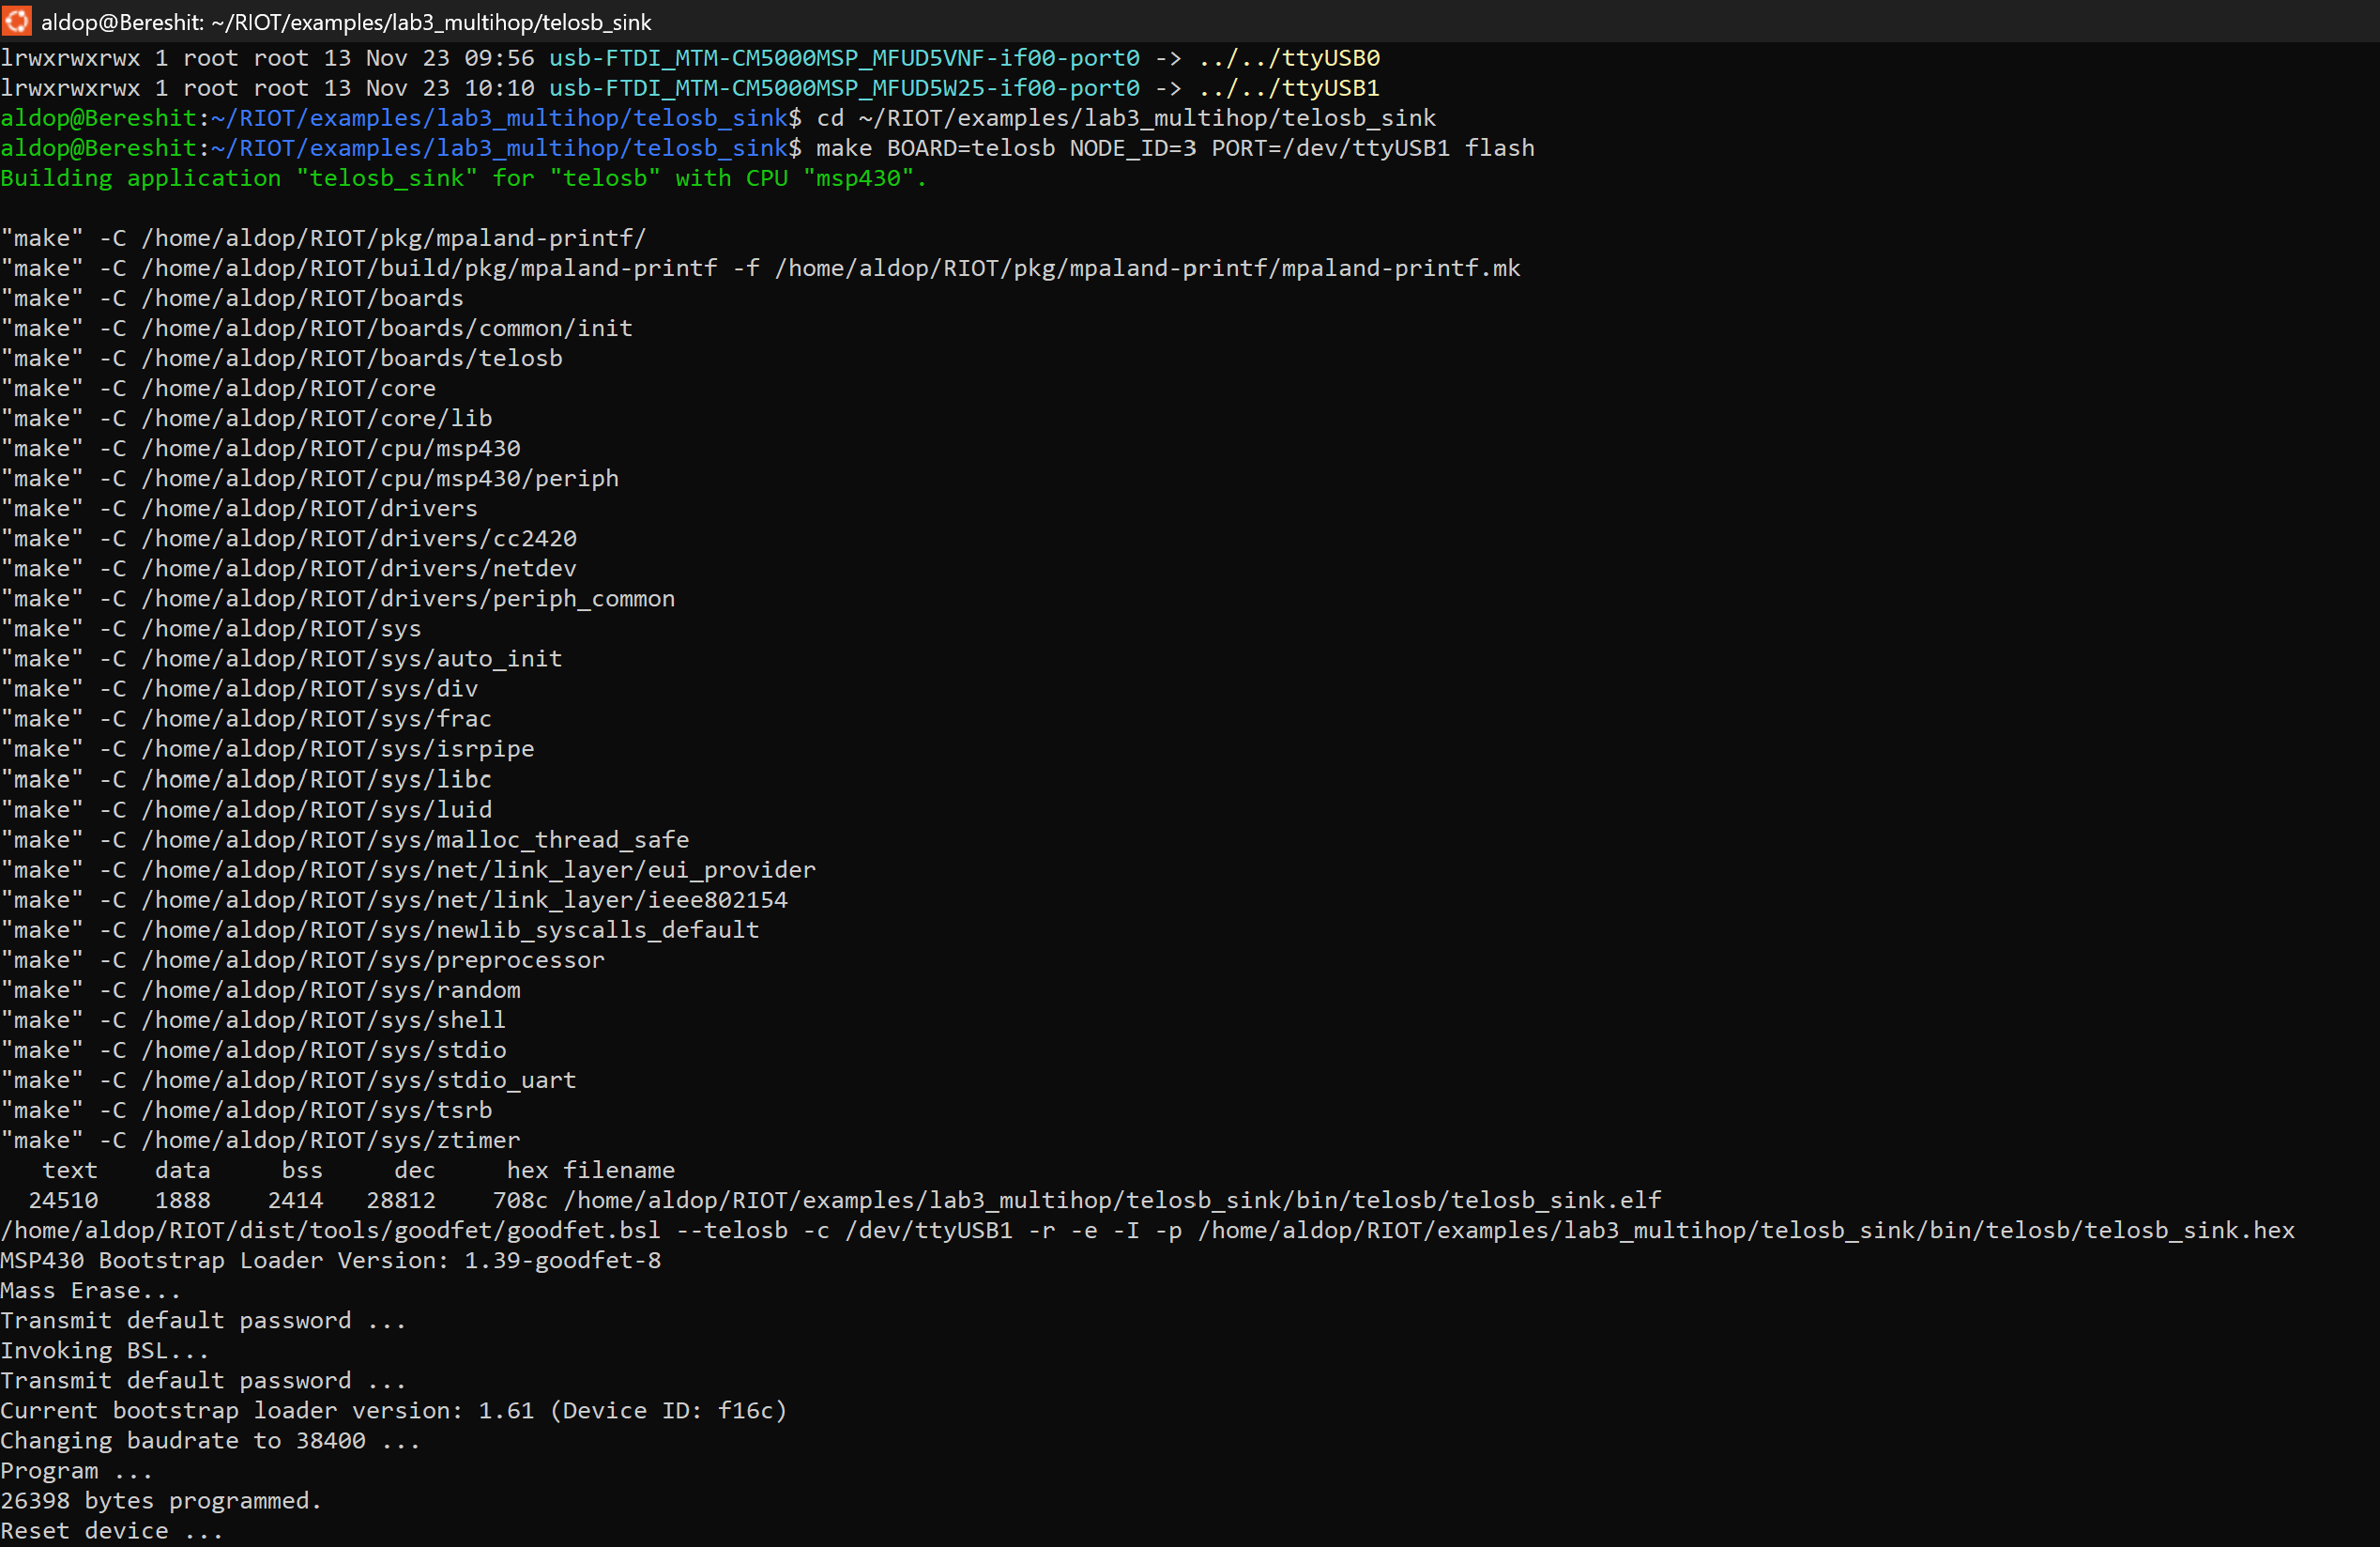 aldop@Bereshit: ~/RIOT/examples/lab3_multihop/telosb_sink
lrwxrwxrwx 1 root root 13 Nov 23 09:56 usb-FTDI_MTM-CM5000MSP_MFUD5VNF-if00-port0 -> ../../ttyUSB0
lrwxrwxrwx 1 root root 13 Nov 23 10:10 usb-FTDI_MTM-CM5000MSP_MFUD5W25-if00-port0 -> ../../ttyUSB1
aldop@Bereshit:~/RIOT/examples/lab3_multihop/telosb_sink$ cd ~/RIOT/examples/lab3_multihop/telosb_sink
aldop@Bereshit:~/RIOT/examples/lab3_multihop/telosb_sink$ make BOARD=telosb NODE_ID=3 PORT=/dev/ttyUSB1 flash
Building application "telosb_sink" for "telosb" with CPU "msp430".
"make" -C /home/aldop/RIOT/pkg/mpaland-printf/
"make" -C /home/aldop/RIOT/build/pkg/mpaland-printf -f /home/aldop/RIOT/pkg/mpaland-printf/mpaland-printf.mk
"make" -C /home/aldop/RIOT/boards
"make" -C /home/aldop/RIOT/boards/common/init
"make" -C /home/aldop/RIOT/boards/telosb
"make" -C /home/aldop/RIOT/core
"make" -C /home/aldop/RIOT/core/lib
"make" -C /home/aldop/RIOT/cpu/msp430
"make" -C /home/aldop/RIOT/cpu/msp430/periph
"make" -C /home/aldop/RIOT/drivers
"make" -C /home/aldop/RIOT/drivers/cc2420
"make" -C /home/aldop/RIOT/drivers/netdev
"make" -C /home/aldop/RIOT/drivers/periph_common
"make" -C /home/aldop/RIOT/sys
"make" -C /home/aldop/RIOT/sys/auto_init
"make" -C /home/aldop/RIOT/sys/div
"make" -C /home/aldop/RIOT/sys/frac
"make" -C /home/aldop/RIOT/sys/isrpipe
"make" -C /home/aldop/RIOT/sys/libc
"make" -C /home/aldop/RIOT/sys/luid
"make" -C /home/aldop/RIOT/sys/malloc_thread_safe
"make" -C /home/aldop/RIOT/sys/net/link_layer/eui_provider
"make" -C /home/aldop/RIOT/sys/net/link_layer/ieee802154
"make" -C /home/aldop/RIOT/sys/newlib_syscalls_default
"make" -C /home/aldop/RIOT/sys/preprocessor
"make" -C /home/aldop/RIOT/sys/random
"make" -C /home/aldop/RIOT/sys/shell
"make" -C /home/aldop/RIOT/sys/stdio
"make" -C /home/aldop/RIOT/sys/stdio_uart
"make" -C /home/aldop/RIOT/sys/tsrb
"make" -C /home/aldop/RIOT/sys/ztimer
   text    data     bss     dec     hex filename
  24510    1888    2414   28812    708c /home/aldop/RIOT/examples/lab3_multihop/telosb_sink/bin/telosb/telosb_sink.elf
/home/aldop/RIOT/dist/tools/goodfet/goodfet.bsl --telosb -c /dev/ttyUSB1 -r -e -I -p /home/aldop/RIOT/examples/lab3_multihop/telosb_sink/bin/telosb/telosb_sink.hex
MSP430 Bootstrap Loader Version: 1.39-goodfet-8
Mass Erase...
Transmit default password ...
Invoking BSL...
Transmit default password ...
Current bootstrap loader version: 1.61 (Device ID: f16c)
Changing baudrate to 38400 ...
Program ...
26398 bytes programmed.
Reset device ...